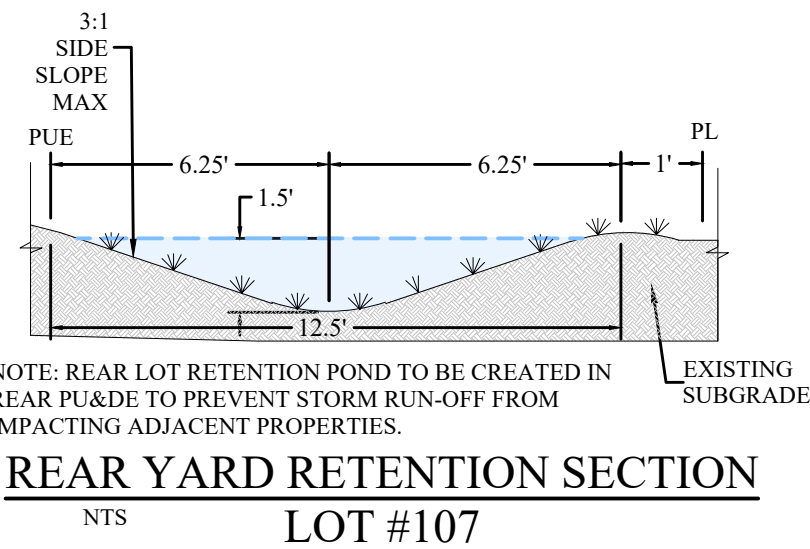 3:1
SIDE
SLOPE
MAX
PUE
PL
6.25'
6.25'
1'
1.5'
12.5'
NOTE: REAR LOT RETENTION POND TO BE CREATED IN
REAR PU&DE TO PREVENT STORM RUN-OFF FROM
IMPACTING ADJACENT PROPERTIES.
EXISTING
SUBGRADE
REAR YARD RETENTION SECTION
NTS
LOT #107